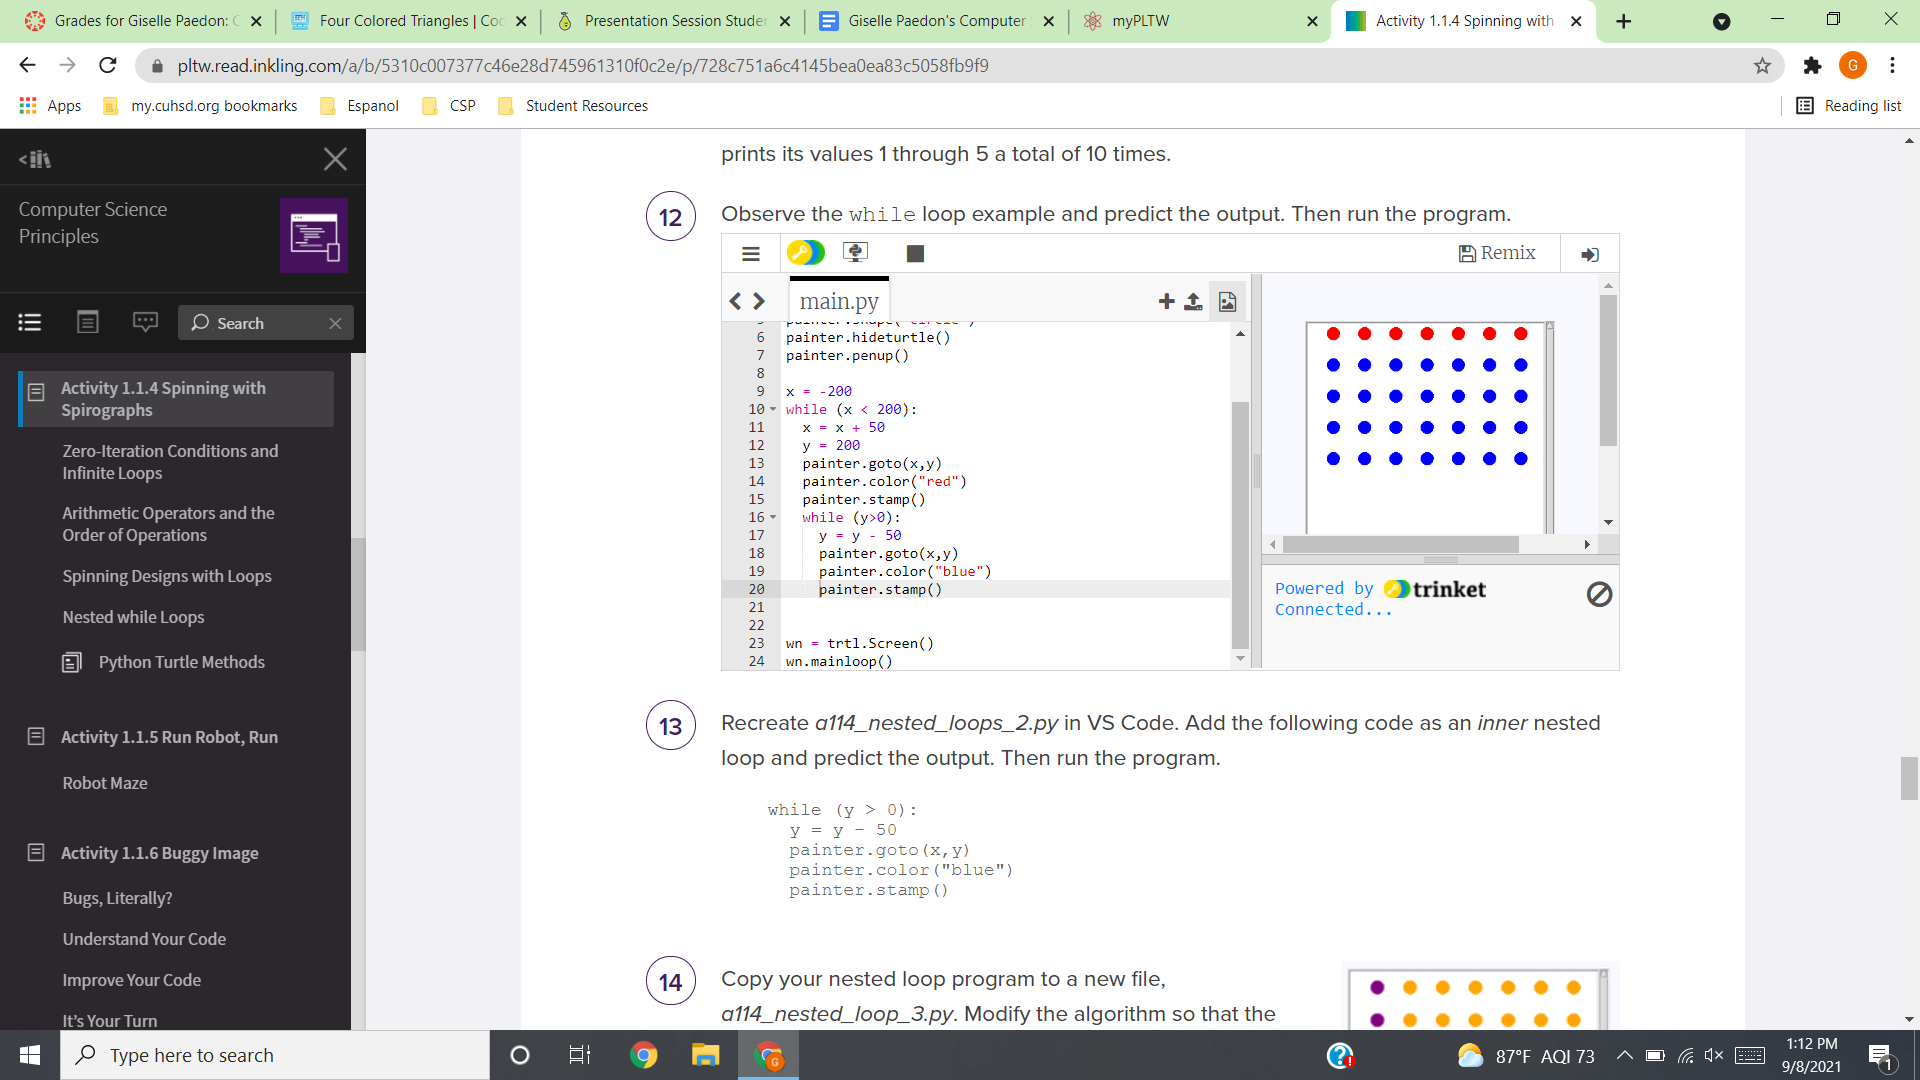 Grades for Giselle Paedon: C
Four Colored Triangles | Coc
Presentation Session Studen
Giselle Paedon's Computer
myPLTW
Activity 1.1.4 Spinning with
pltw.read.inkling.com/a/b/5310c007377c46e28d745961310f0c2e/p/728c751a6c4145bea0ea83c5058fb9f9
G
Apps
my.cuhsd.org bookmarks
Espanol
CSP
Student Resources
Reading list
Computer Science
Principles
Search
Activity 1.1.4 Spinning with
Spirographs
Zero-Iteration Conditions and
Infinite Loops
Arithmetic Operators and the
Order of Operations
Spinning Designs with Loops
Nested while Loops
Python Turtle Methods
Activity 1.1.5 Run Robot, Run
Robot Maze
Activity 1.1.6 Buggy Image
Bugs, Literally?
Understand Your Code
Improve Your Code
It's Your Turn
prints its values 1 through 5 a total of 10 times.
12 Observe the while loop example and predict the output. Then run the program.
Remix
main.py
5 painter.shape("circle")
6 painter.hideturtle()
7 painter.penup()
8
9 x = -200
10 while (x < 200):
11 x = x + 50
12 y = 200
13 painter.goto(x,y)
14 painter.color("red")
15 painter.stamp()
16 while (y>0):
17 y = y - 50
18 painter.goto(x,y)
19 painter.color("blue")
20 painter.stamp()
21
22
23 wn = trtl.Screen()
24 wn.mainloop()
Powered by trinket
Connected...
13 Recreate a114_nested_loops_2.py in VS Code. Add the following code as an inner nested
loop and predict the output. Then run the program.
while (y > 0):
y = y - 50
painter.goto(x,y)
painter.color("blue")
painter.stamp()
14 Copy your nested loop program to a new file,
a114_nested_loop_3.py. Modify the algorithm so that the
Type here to search
G
87°F AQI 73
1:12 PM
9/8/2021
1